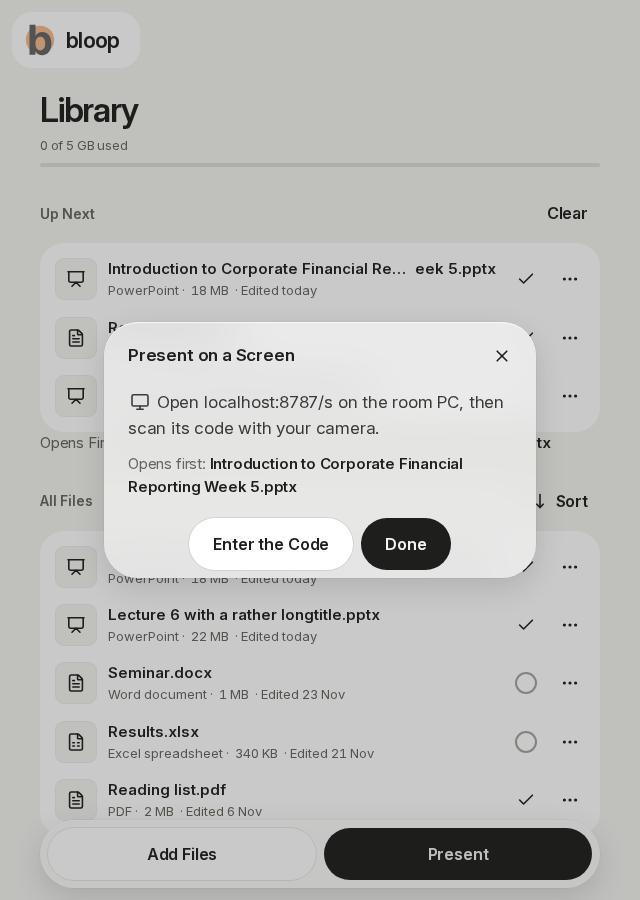 b bloop
Library
0 of 5 GB used
Up Next
Clear
Introduction to Corporate Financial Re… eek 5.pptx
PowerPoint · 18 MB · Edited today
Present on a Screen
Open localhost:8787/s on the room PC, then
scan its code with your camera.
Opens first: Introduction to Corporate Financial
Reporting Week 5.pptx
Enter the Code
Done
All Files
Sort
PowerPoint · 18 MB · Edited today
Lecture 6 with a rather longtitle.pptx
PowerPoint · 22 MB · Edited today
Seminar.docx
Word document · 1 MB · Edited 23 Nov
Results.xlsx
Excel spreadsheet · 340 KB · Edited 21 Nov
Reading list.pdf
PDF · 2 MB · Edited 6 Nov
Add Files
Present